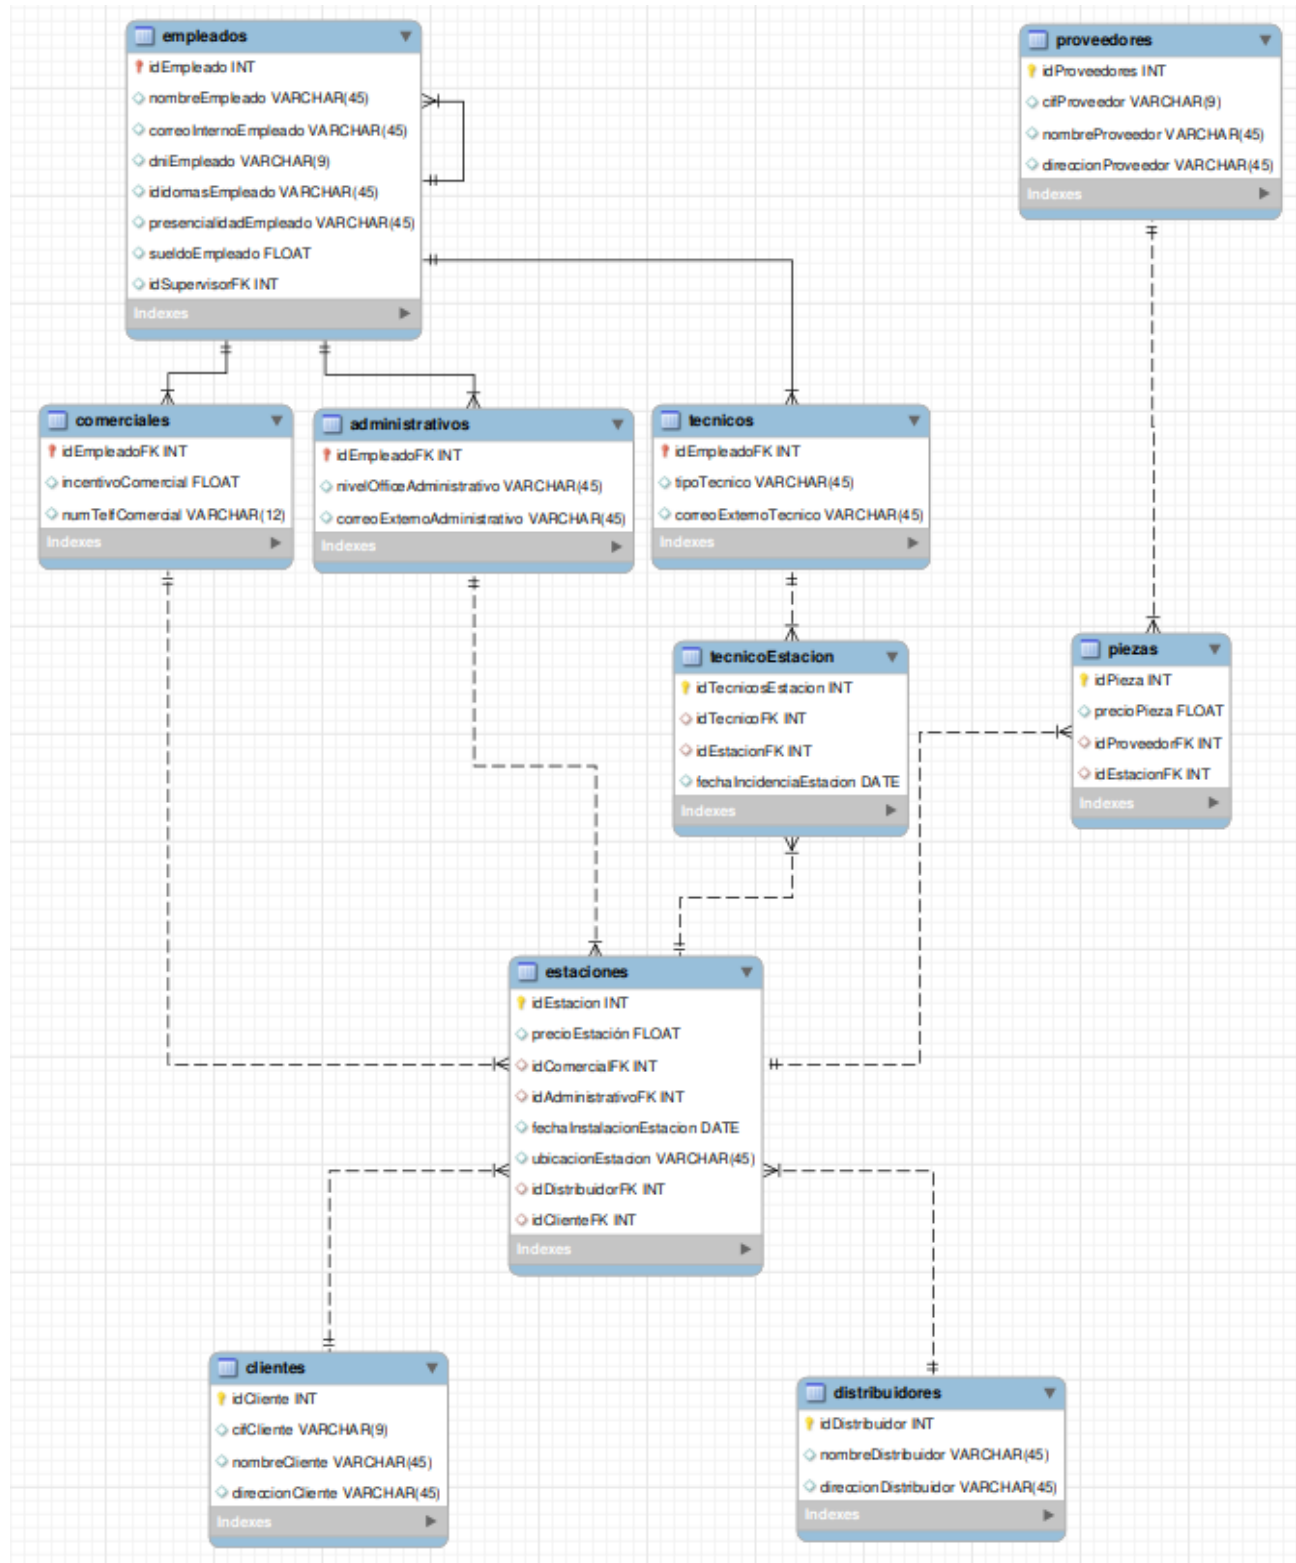 empleados
idEmpleado INT
nombreEmpleado VARCHAR(45)
correoInternoEmpleado VARCHAR(45)
dniEmpleado VARCHAR(9)
ididomasEmpleado VARCHAR(45)
presencialidadEmpleado VARCHAR(45)
sueldoEmpleado FLOAT
idSupervisorFK INT
Indexes
proveedores
idProveedores INT
cifProveedor VARCHAR(9)
nombreProveedor VARCHAR(45)
direccionProveedor VARCHAR(45)
Indexes
comerciales
idEmpleadoFK INT
incentivoComercial FLOAT
numTelfComercial VARCHAR(12)
Indexes
administrativos
idEmpleadoFK INT
nivelOfficeAdministrativo VARCHAR(45)
correoExternoAdministrativo VARCHAR(45)
Indexes
tecnicos
idEmpleadoFK INT
tipoTecnico VARCHAR(45)
correoExternoTecnico VARCHAR(45)
Indexes
tecnicoEstacion
idTecnicosEstacion INT
idTecnicoFK INT
idEstacionFK INT
fechaIncidenciaEstacion DATE
Indexes
piezas
idPieza INT
precioPieza FLOAT
idProveedorFK INT
idEstacionFK INT
Indexes
estaciones
idEstacion INT
precioEstación FLOAT
idComercialFK INT
idAdministrativoFK INT
fechaInstalacionEstacion DATE
ubicacionEstacion VARCHAR(45)
idDistribuidorFK INT
idClienteFK INT
Indexes
clientes
idCliente INT
cifCliente VARCHAR(9)
nombreCliente VARCHAR(45)
direccionCliente VARCHAR(45)
Indexes
distribuidores
idDistribuidor INT
nombreDistribuidor VARCHAR(45)
direccionDistribuidor VARCHAR(45)
Indexes